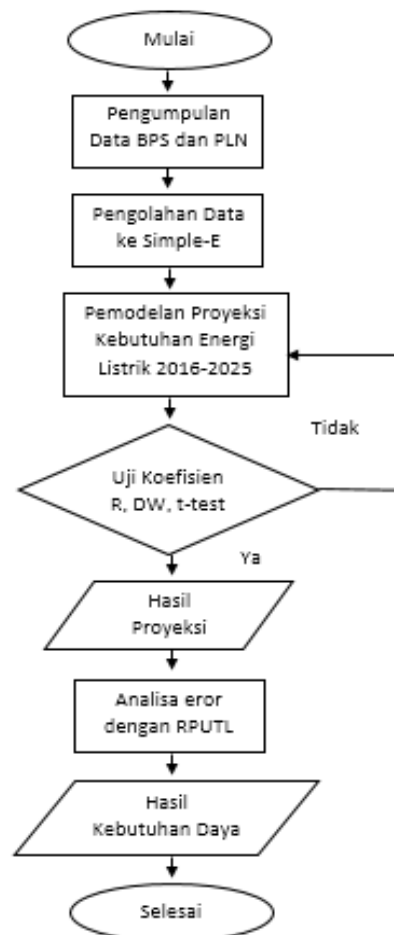 Mulai
Pengumpulan
Data BPS dan PLN
Pengolahan Data
ke Simple-E
Pemodelan Proyeksi
Kebutuhan Energi
Listrik 2016-2025
Tidak
Uji Koefisien
R, DW, t-test
Ya
Hasil
Proyeksi
Analisa eror
dengan RPUTL
Hasil
Kebutuhan Daya
Selesai